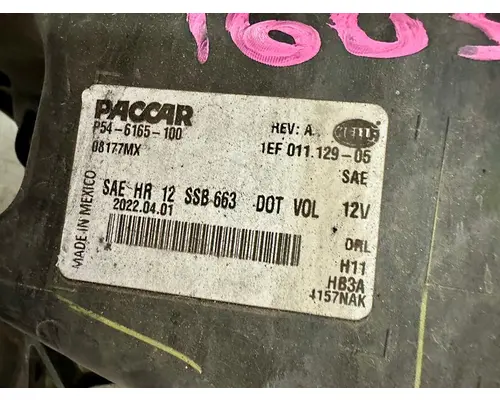 1605
PACCAR
P54-6165-100
REV: A
HELLA
08177MX
1EF 011.129-05
SAE
SAE HR 12 SSB 663 DOT VOL 12V
2022.04.01
DRL
H11
HB3A
4157NAK
MADE IN MEXICO